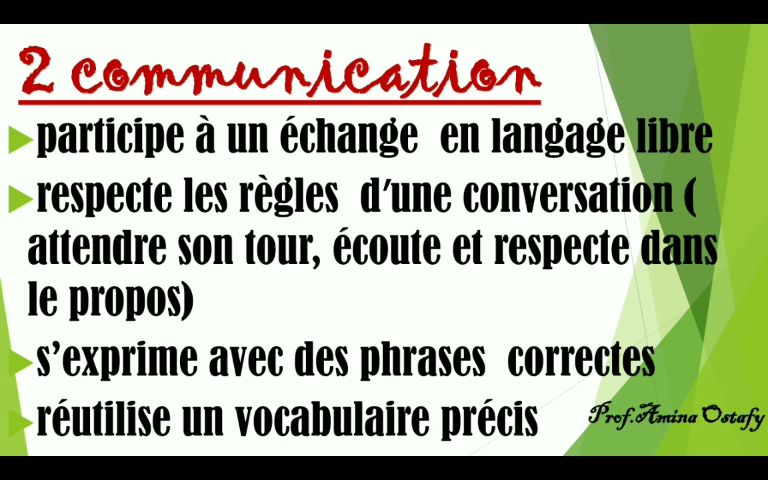 2 communication
participe à un échange en langage libre
respecte les règles d'une conversation (
attendre son tour, écoute et respecte dans
le propos)
s'exprime avec des phrases correctes
réutilise un vocabulaire précis
Prof.Amina Ostafy